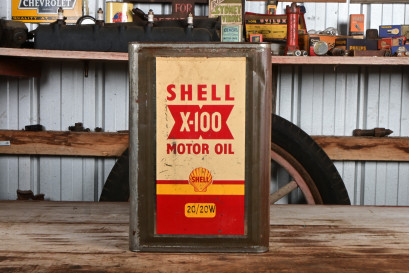 CHEVROLET
SHELL
X-100
MOTOR OIL
SHELL
20/20W